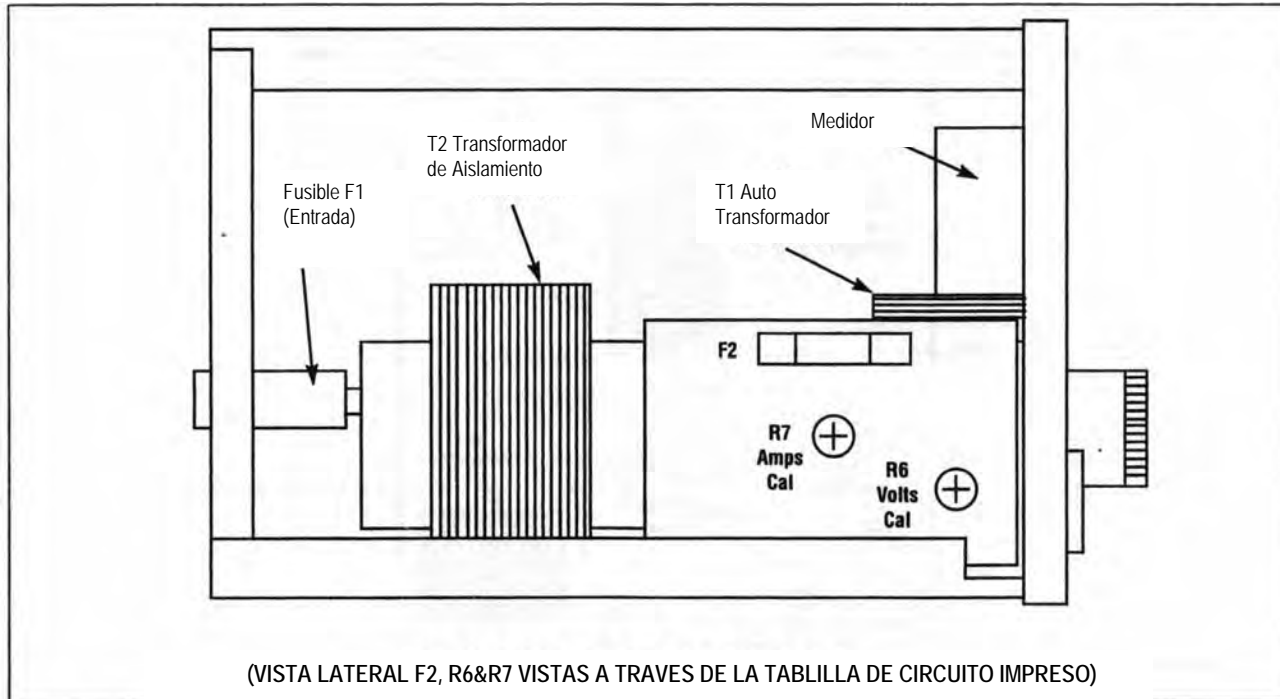 Medidor
T2 Transformador
de Aislamiento
Fusible F1
(Entrada)
T1 Auto
Transformador
F2
R7
Amps
Cal
R6
Volts
Cal
(VISTA LATERAL F2, R6&R7 VISTAS A TRAVES DE LA TABLILLA DE CIRCUITO IMPRESO)